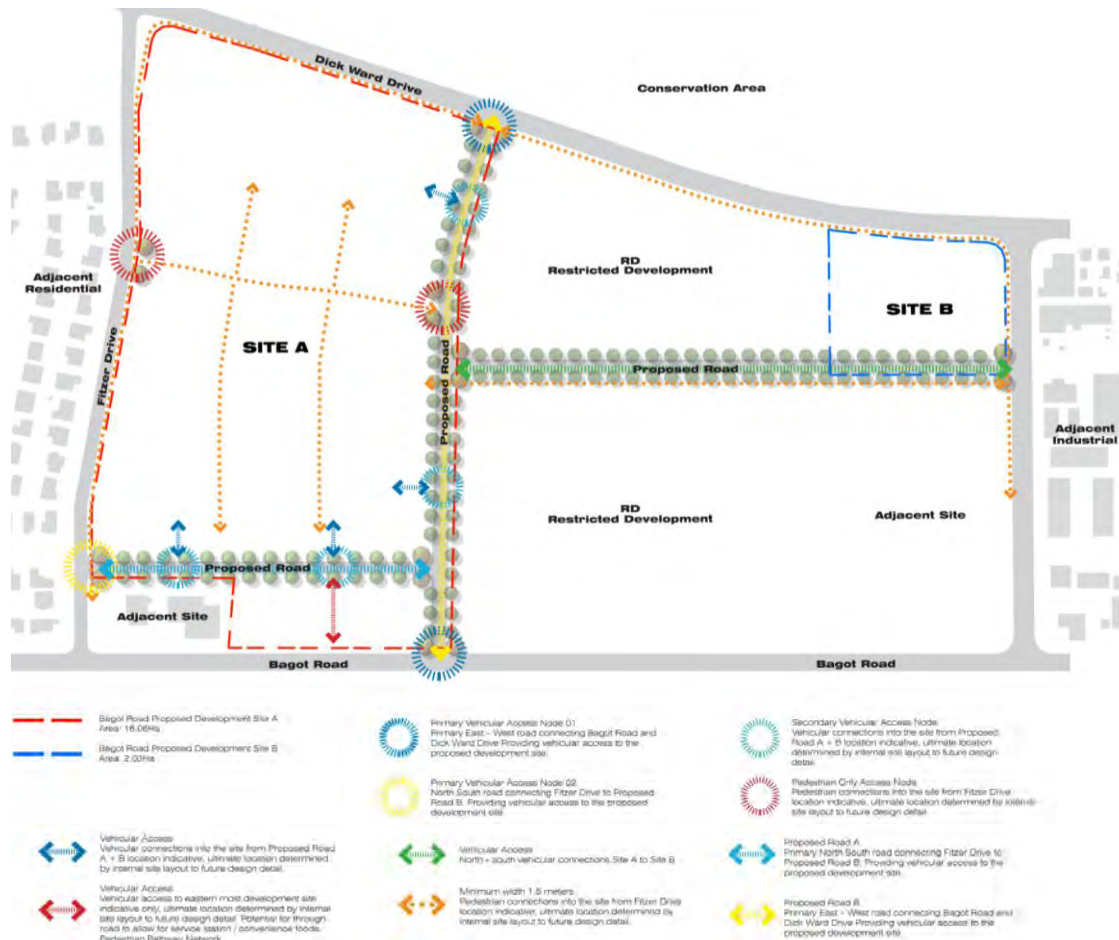 Dick Ward Drive
Conservation Area
Adjacent
Residential
RD
Restricted Development
SITE A
SITE B
Fitzer Drive
Proposed Road
Proposed Road
Adjacent
Industrial
RD
Restricted Development
Adjacent Site
Proposed Road
Adjacent Site
Bagot Road
Bagot Road
Bagot Road Proposed Development Site A
Area: 16.06Ha
Bagot Road Proposed Development Site B
Area: 2.03Ha
Primary Vehicular Access Node 01
Primary East - West road connecting Bagot Road and
Dick Ward Drive Providing vehicular access to the
proposed development site.
Primary Vehicular Access Node 02
North South road connecting Fitzer Drive to Proposed
Road B. Providing vehicular access to the proposed
development site.
Secondary Vehicular Access Node
Vehicular connections into the site from Proposed
Road A + B location indicative, ultimate location
determined by internal site layout to future design
detail.
Pedestrian Only Access Node
Pedestrian connections into the site from Fitzer Drive
location indicative, ultimate location determined by internal
site layout to future design detail.
Vehicular Access
Vehicular connections into the site from Proposed Road
A + B location indicative, ultimate location determined
by internal site layout to future design detail.
Vehicular Access
Vehicular access to eastern most development site
indicative only, ultimate location determined by internal
site layout to future design detail. Potential for through
road to allow for service station / convenience foods.
Pedestrian Pathway Network
Vehicular Access
North - south vehicular connections Site A to Site B
Minimum width 1.5 meters
Pedestrian connections into the site from Fitzer Drive
location indicative, ultimate location determined by
internal site layout to future design detail.
Proposed Road A
Primary North South road connecting Fitzer Drive to
Proposed Road B. Providing vehicular access to the
proposed development site.
Proposed Road B
Primary East - West road connecting Bagot Road and
Dick Ward Drive Providing vehicular access to the
proposed development site.